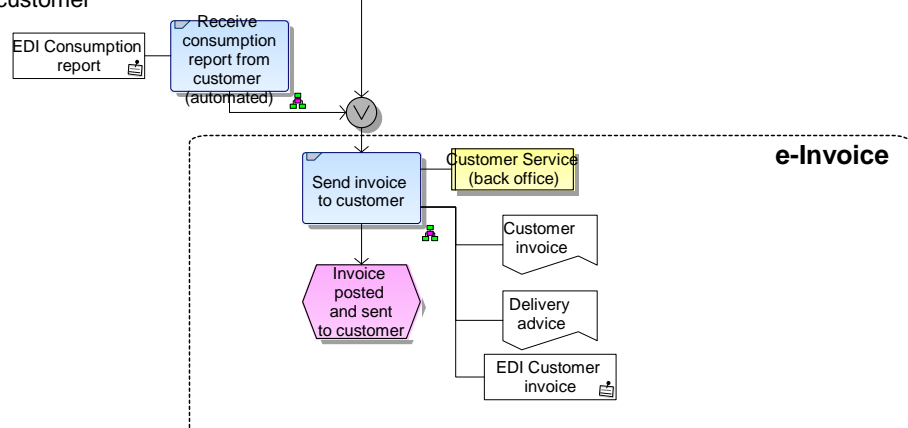 customer
Receive
consumption
report from
customer
(automated)
EDI Consumption
report
V
e-Invoice
Send invoice
to customer
Customer Service
(back office)
Customer
invoice
Invoice
posted
and sent
to customer
Delivery
advice
EDI Customer
invoice